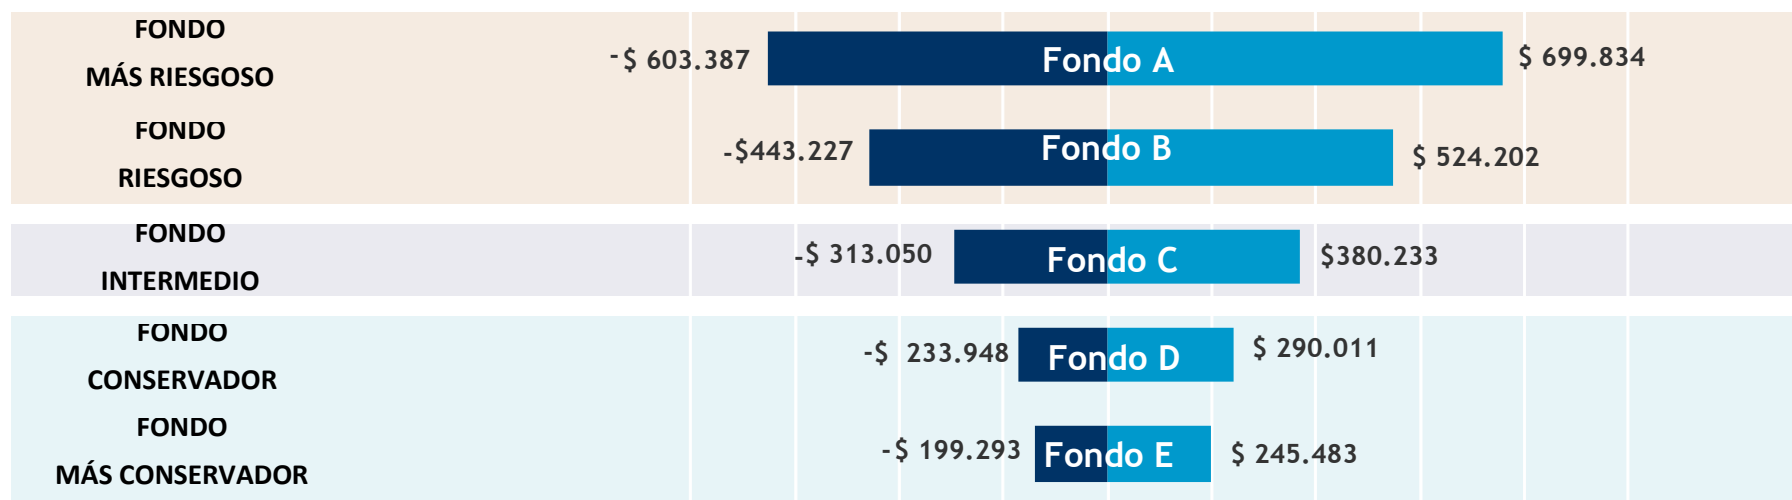 FONDO
MÁS RIESGOSO
-$ 603.387
Fondo A
$ 699.834
FONDO
RIESGOSO
-$443.227
Fondo B
$ 524.202
FONDO
INTERMEDIO
-$ 313.050
Fondo C
$380.233
FONDO
CONSERVADOR
-$ 233.948
Fondo D
$ 290.011
FONDO
MÁS CONSERVADOR
-$ 199.293
Fondo E
$ 245.483